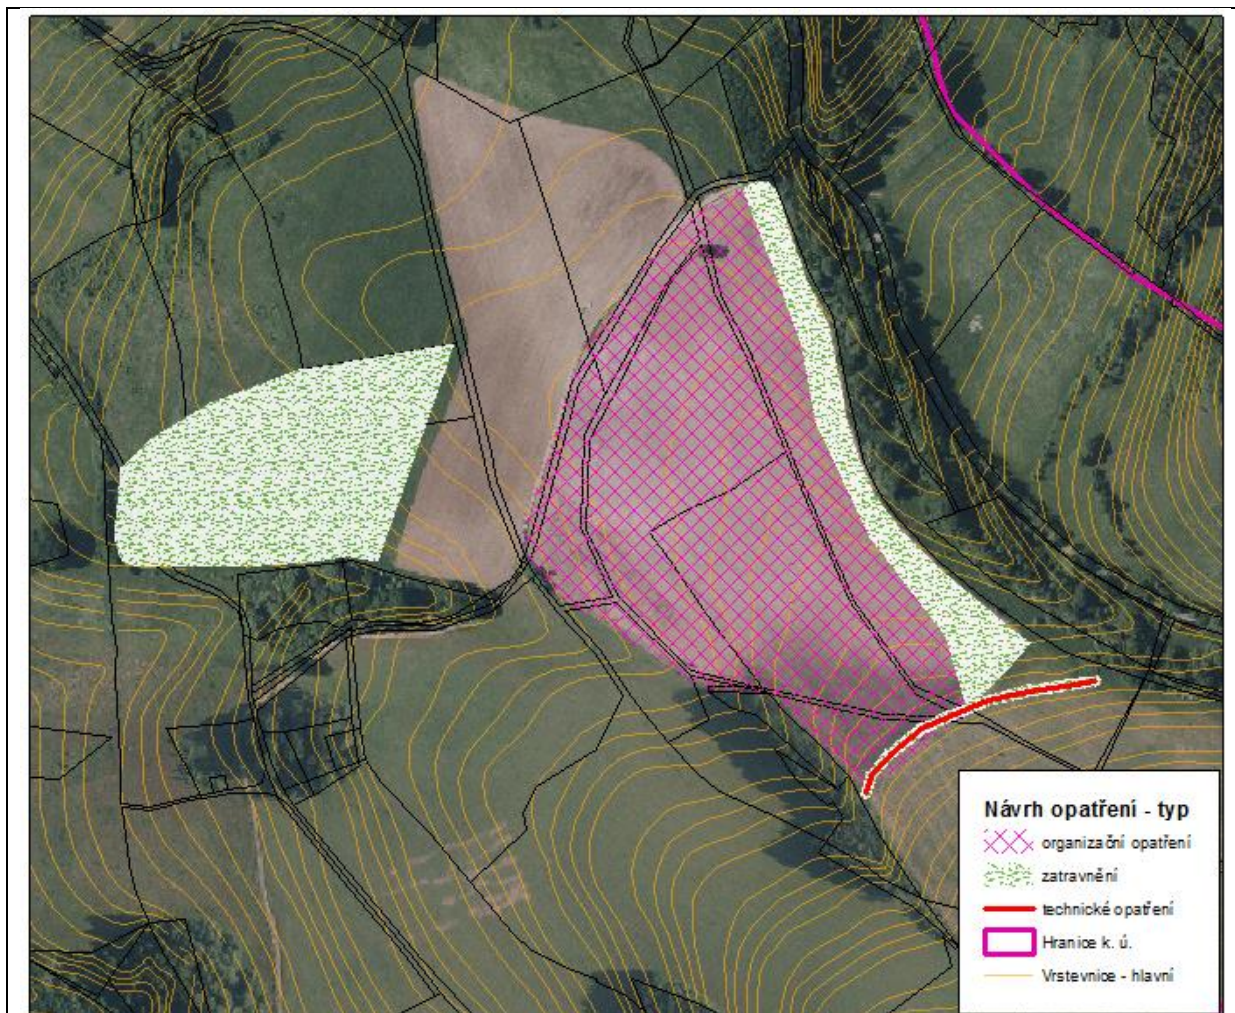 Návrh opatření - typ
organizační opatření
zatravnění
technické opatření
Hranice k. ú.
Vrstevnice - hlavní